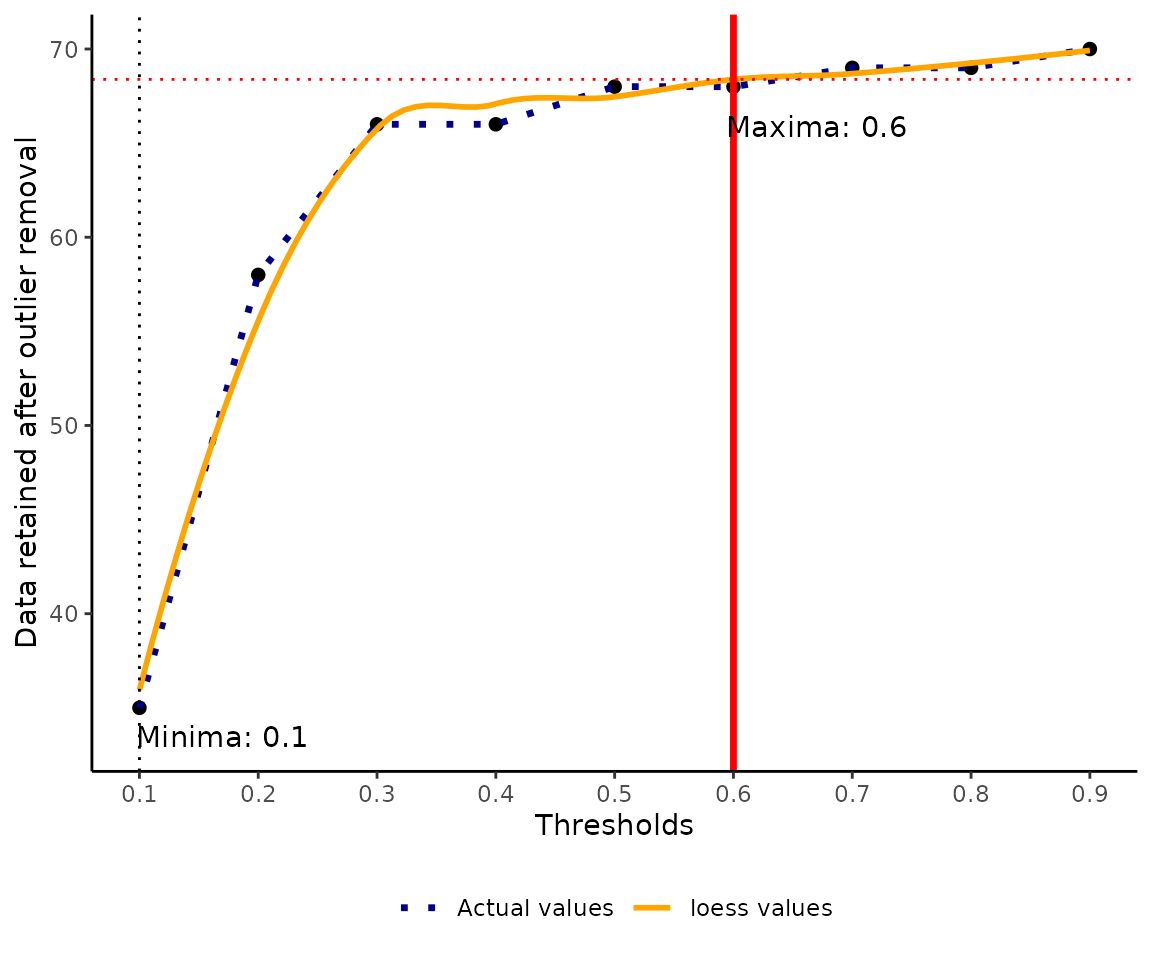 Data retained after outlier removal
70
60
50
40
Maxima: 0.6
Minima: 0.1
0.1 0.2 0.3 0.4 0.5 0.6 0.7 0.8 0.9
Thresholds
Actual values loess values